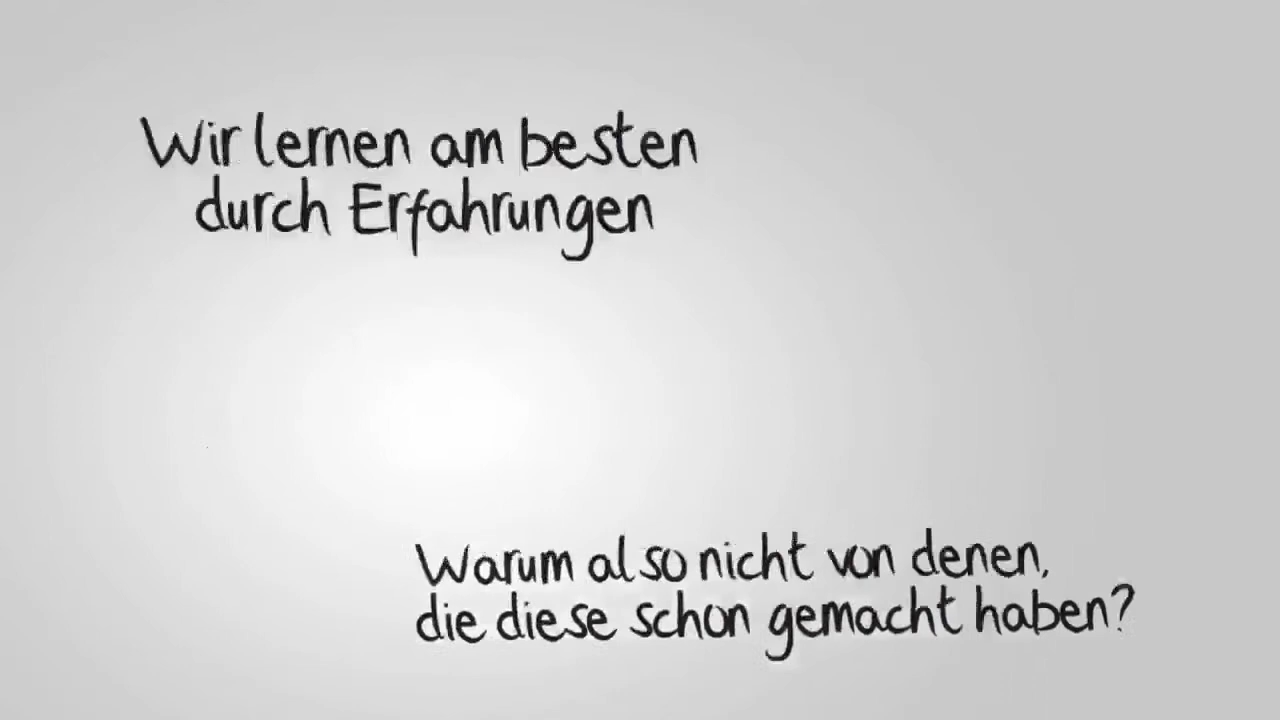 Wir lernen am besten
durch Erfahrungen
Warum also nicht von denen,
die diese schon gemacht haben?